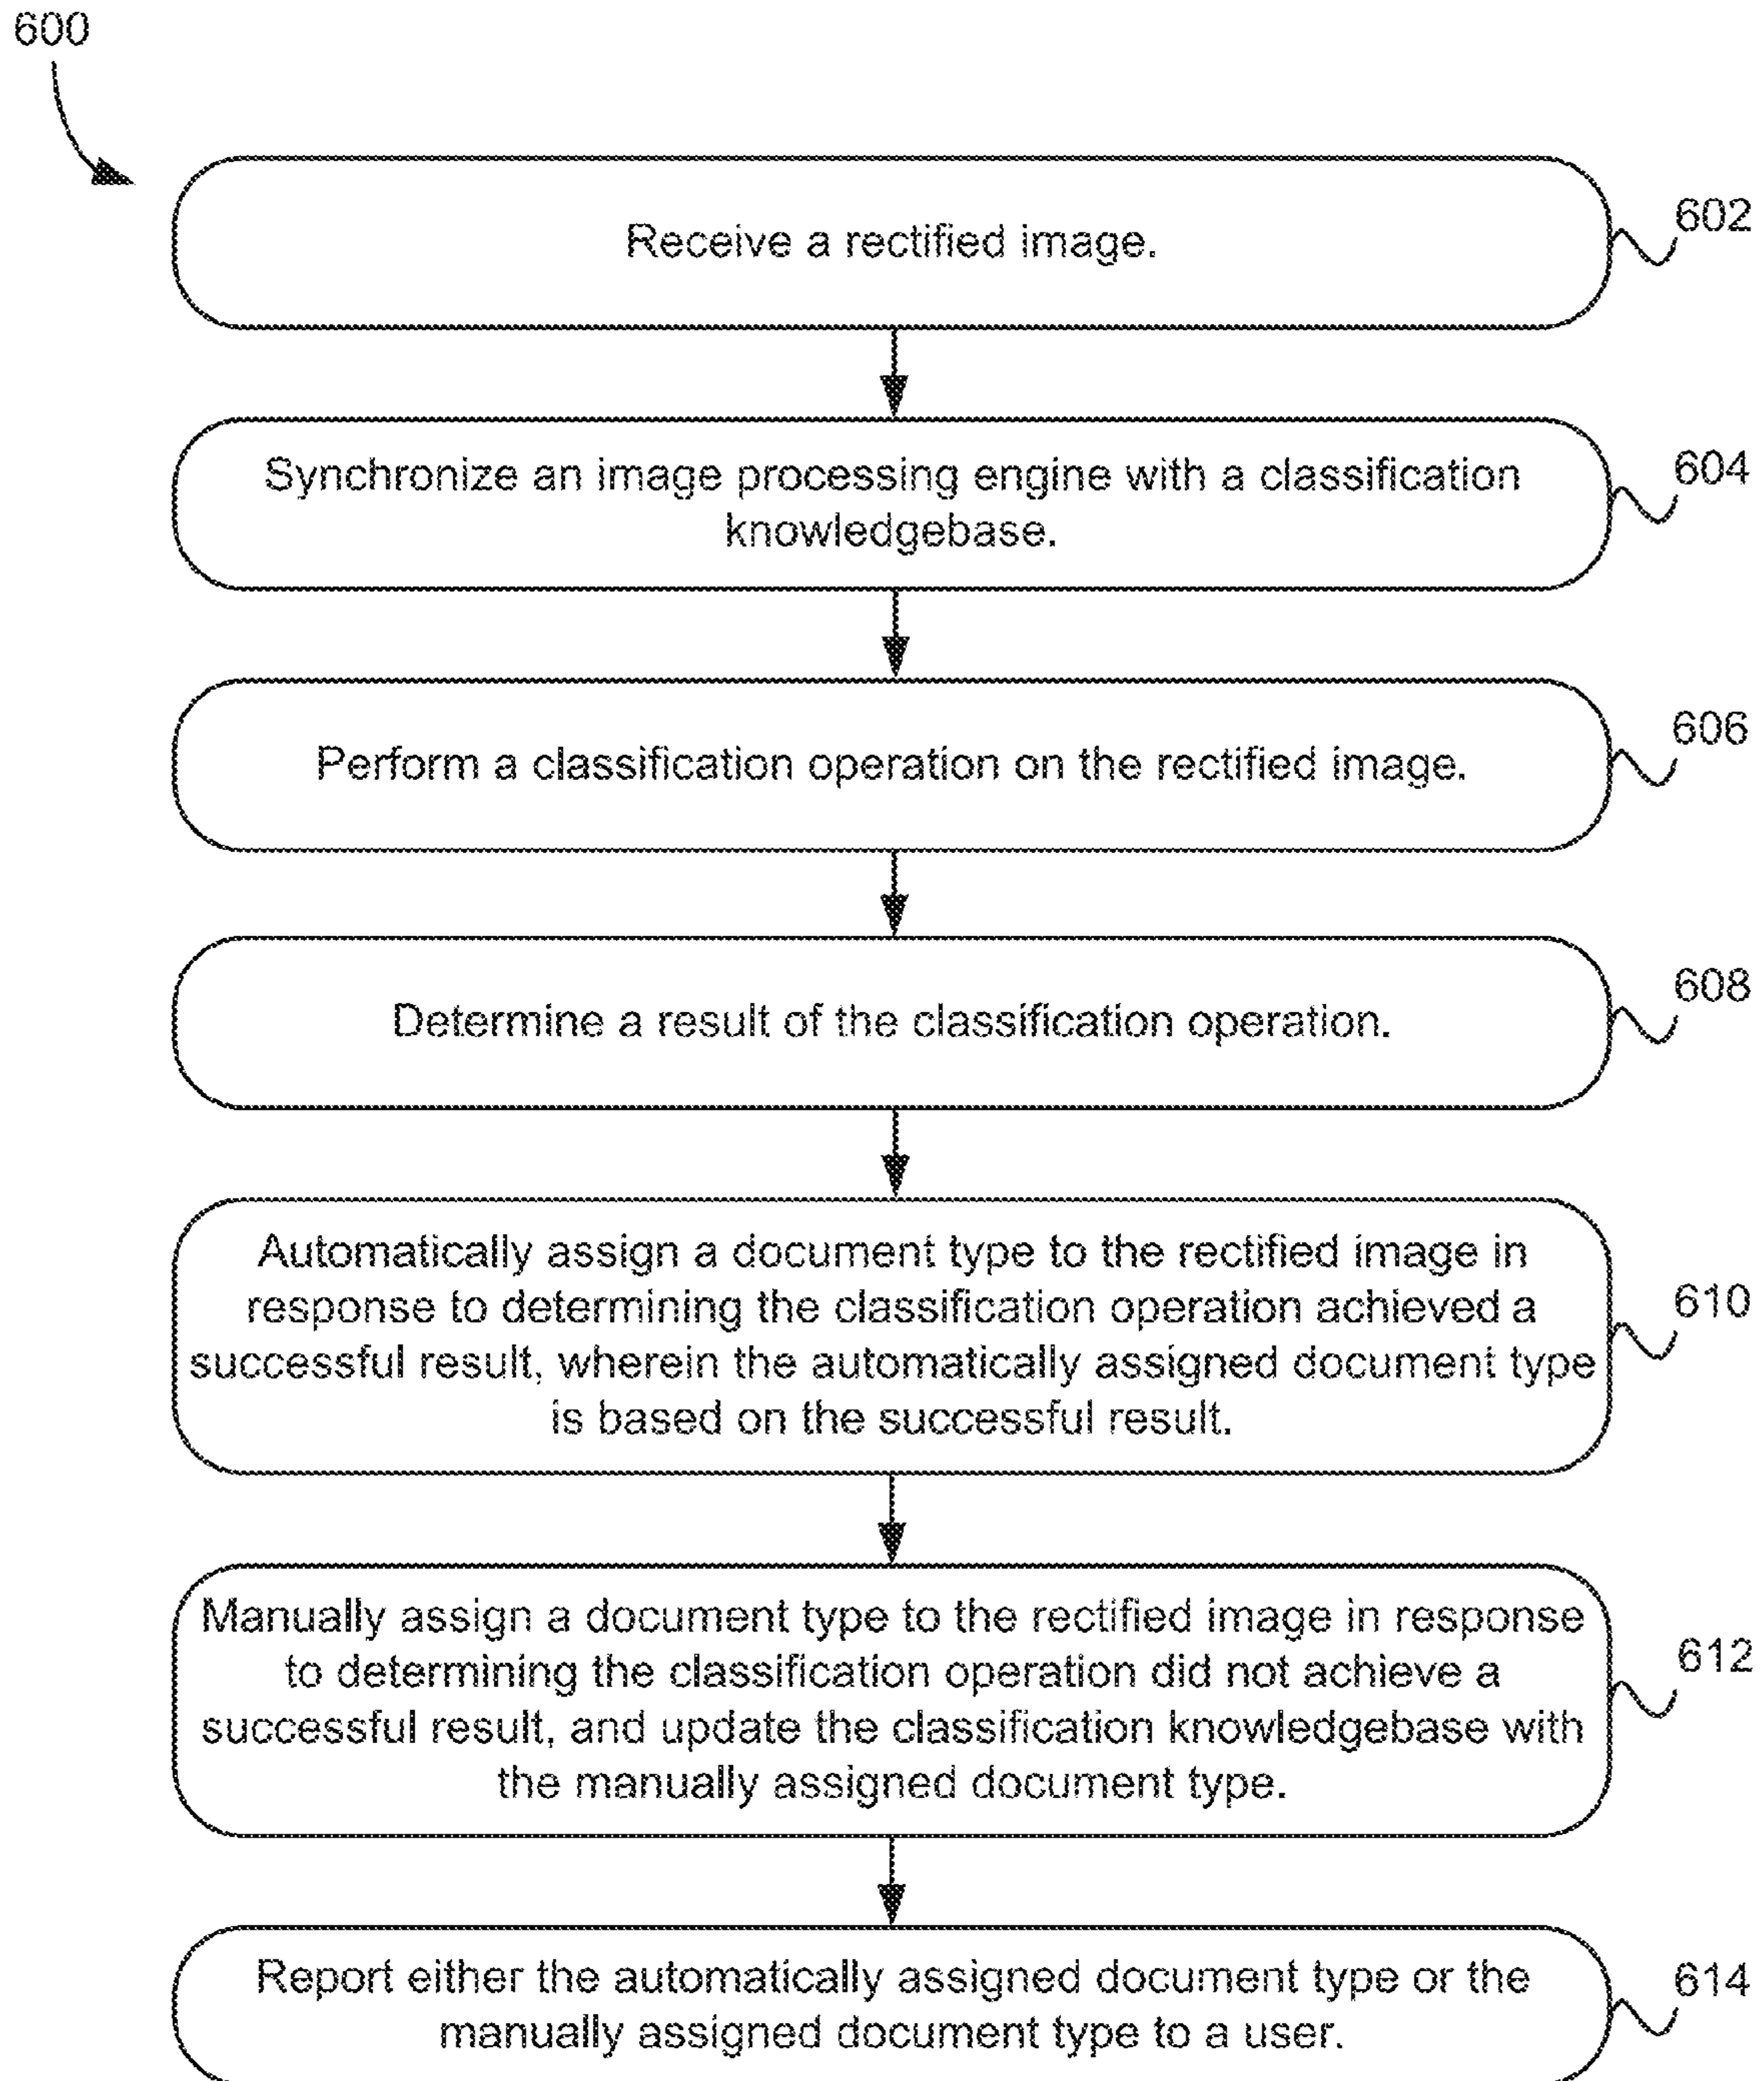 600
Receive a rectified image.
602
Synchronize an image processing engine with a classification
knowledgebase.
604
Perform a classification operation on the rectified image.
606
Determine a result of the classification operation.
608
Automatically assign a document type to the rectified image in
response to determining the classification operation achieved a
successful result, wherein the automatically assigned document type
is based on the successful result.
610
Manually assign a document type to the rectified image in response
to determining the classification operation did not achieve a
successful result, and update the classification knowledgebase with
the manually assigned document type.
612
Report either the automatically assigned document type or the
manually assigned document type to a user.
614